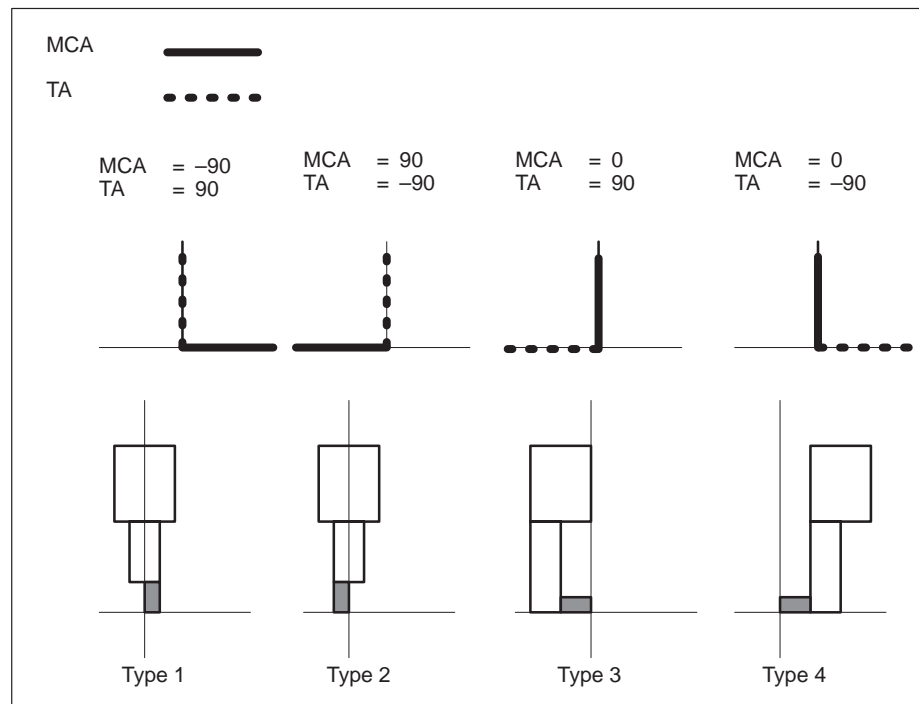 MCA
TA
MCA = –90
TA = 90
MCA = 90
TA = –90
MCA = 0
TA = 90
MCA = 0
TA = –90
Type 1
Type 2
Type 3
Type 4